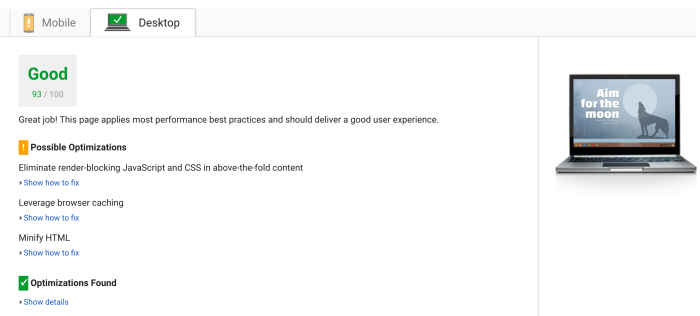 Mobile
Desktop
Good
93 / 100
Great job! This page applies most performance best practices and should deliver a good user experience.
! Possible Optimizations
Eliminate render-blocking JavaScript and CSS in above-the-fold content
Show how to fix
Leverage browser caching
Show how to fix
Minify HTML
Show how to fix
Optimizations Found
Show details
Aim
for the
moon